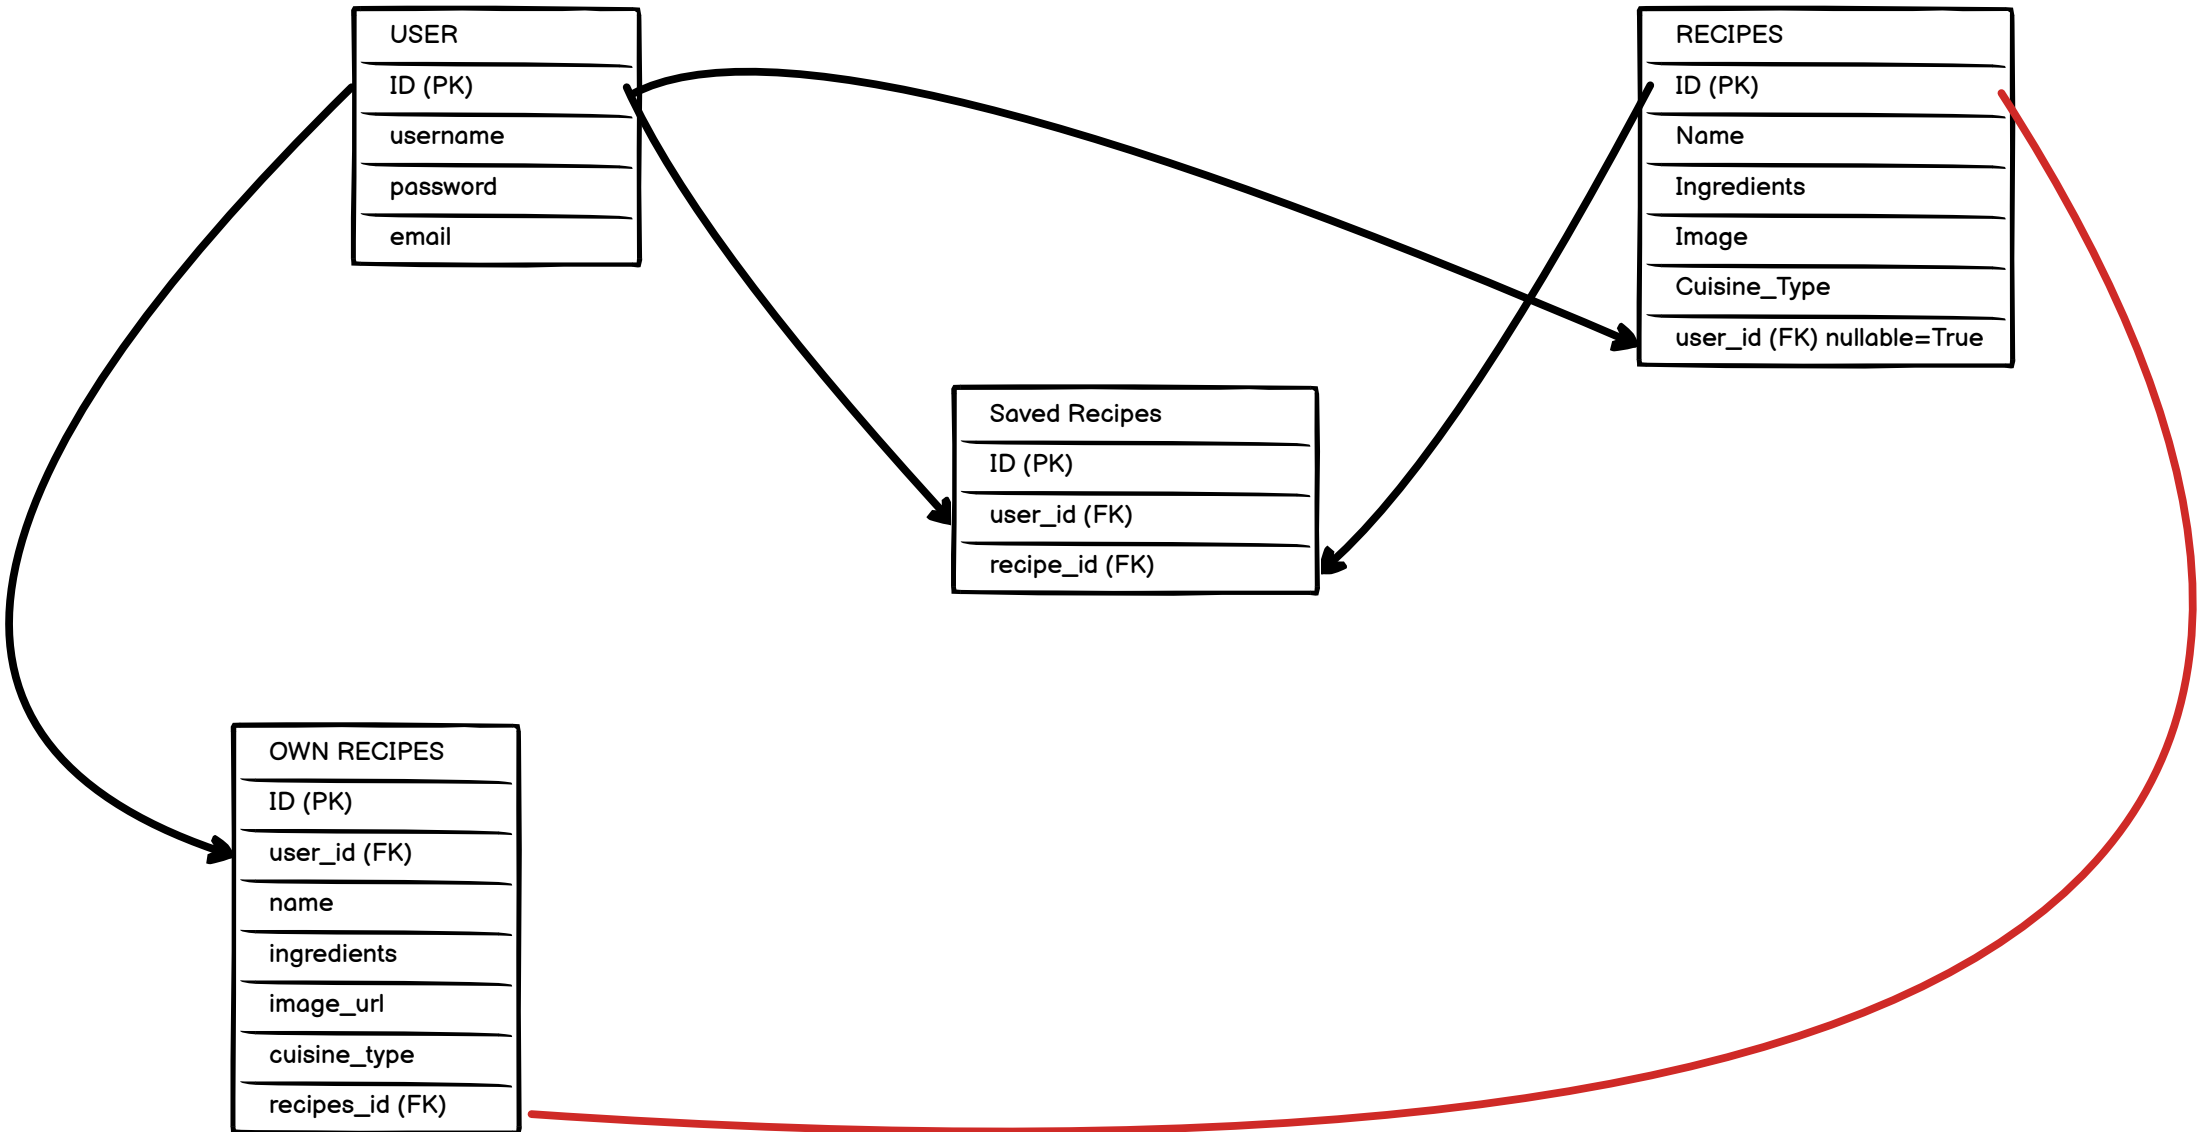 USER
ID (PK)
username
password
email
RECIPES
ID (PK)
Name
Ingredients
Image
Cuisine_Type
user_id (FK) nullable=True
Saved Recipes
ID (PK)
user_id (FK)
recipe_id (FK)
OWN RECIPES
ID (PK)
user_id (FK)
name
ingredients
image_url
cuisine_type
recipes_id (FK)